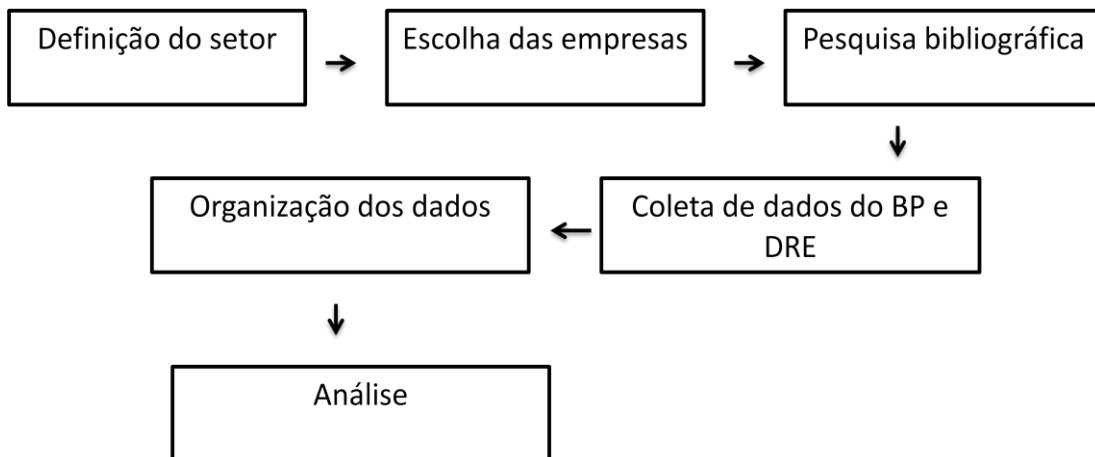 Definição do setor
Escolha das empresas
Pesquisa bibliográfica
Coleta de dados do BP e
DRE
Organização dos dados
Análise